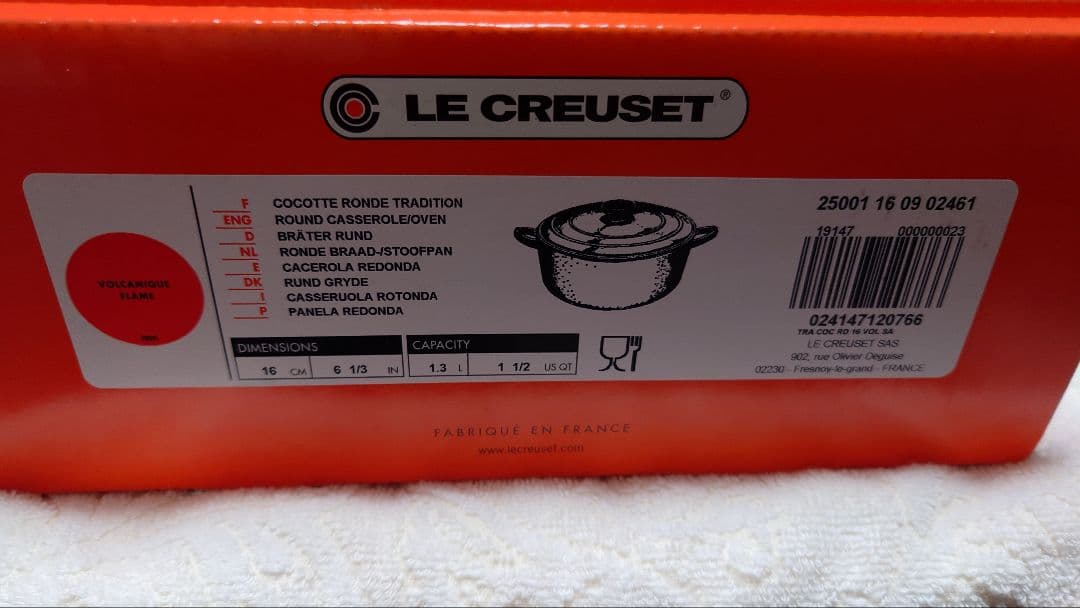 LE CREUSET®
F COCOTTE RONDE TRADITION
ENG ROUND CASSEROLE/OVEN
D BRÄTER RUND
NL RONDE BRAAD-/STOOFPAN
E CACEROLA REDONDA
DK RUND GRYDE
I CASSERUOLA ROTONDA
P PANELA REDONDA
VOLCANIQUE
FLAME
DIMENSIONS
16 CM 6 1/3 IN
CAPACITY
1.3 L 1 1/2 US QT
25001 16 09 02461
19147 000000023
024147120766
TRA COC RD 16 VOL SA
LE CREUSET SAS
902, rue Olivier Deguise
02230 - Fresnoy-le-grand - FRANCE
FABRIQUÉ EN FRANCE
www.lecreuset.com